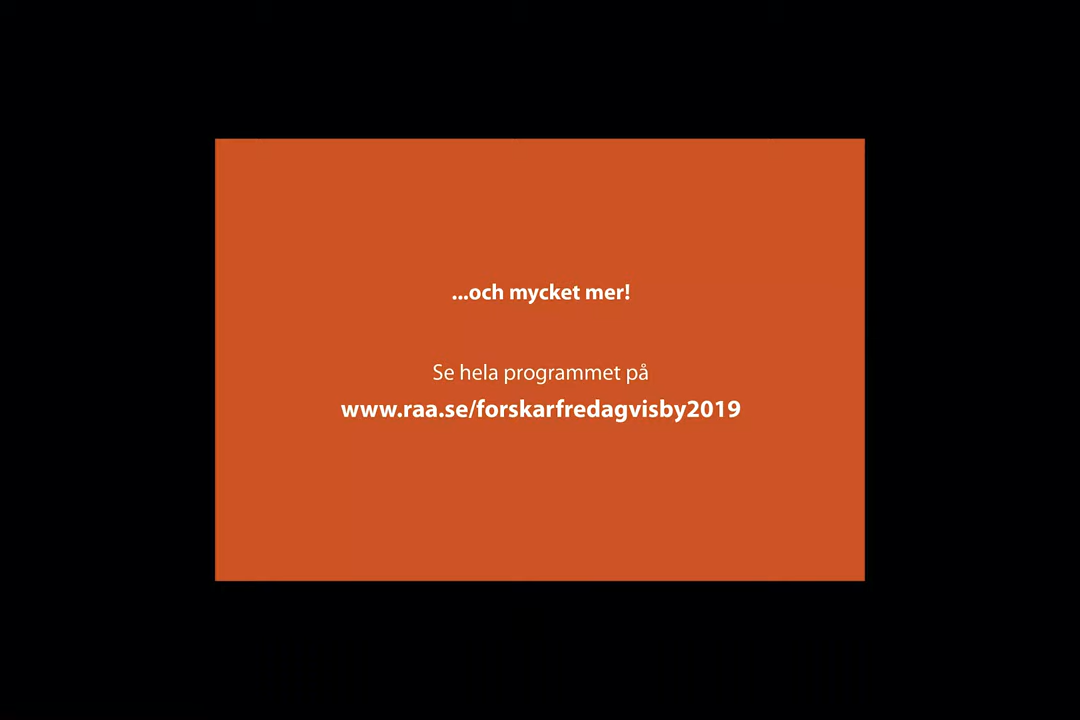 ...och mycket mer!
Se hela programmet på
www.raa.se/forskarfredagvisby2019